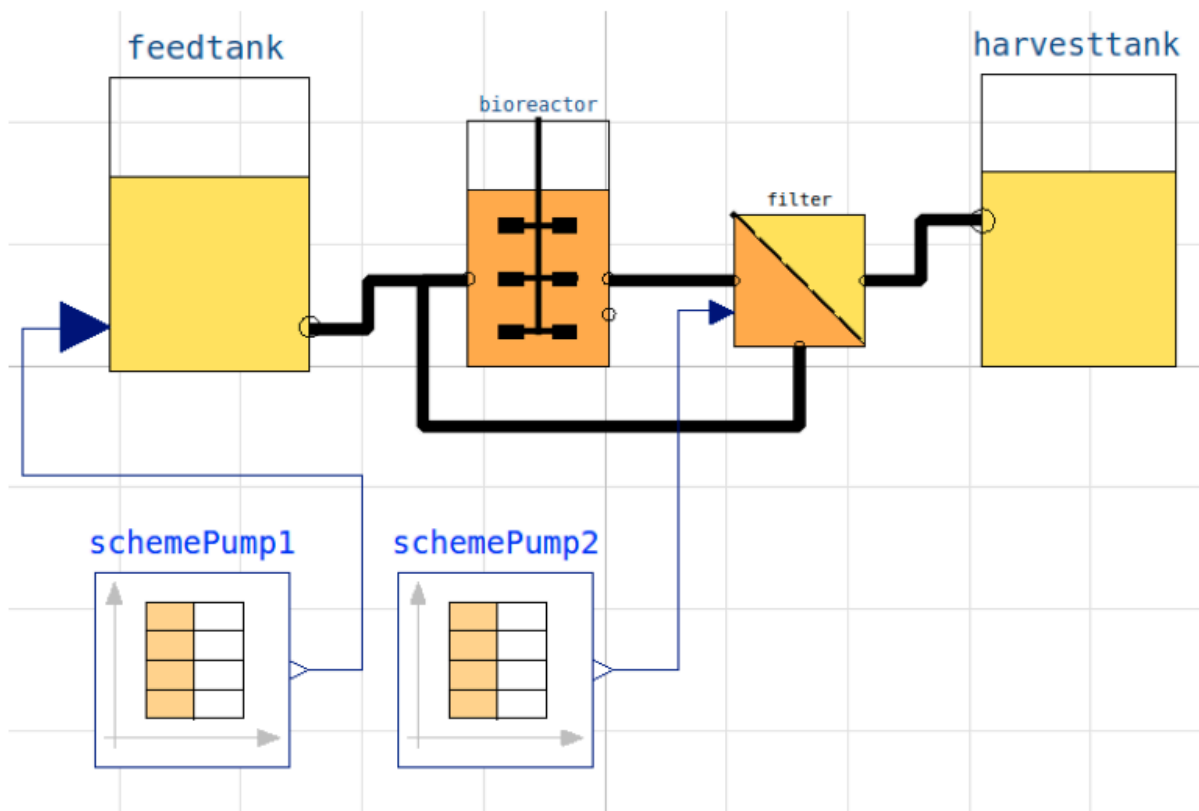 feedtank
harvesttank
bioreactor
filter
schemePump1
schemePump2